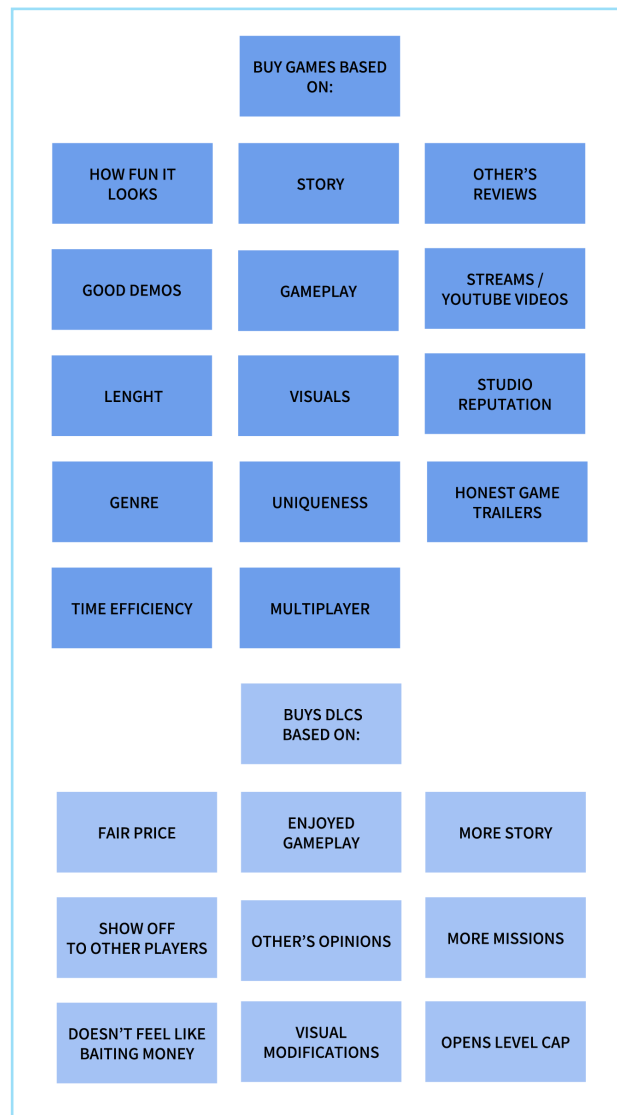 BUY GAMES BASED
ON:
HOW FUN IT
LOOKS
STORY
OTHER'S
REVIEWS
GOOD DEMOS
GAMEPLAY
STREAMS /
YOUTUBE VIDEOS
LENGHT
VISUALS
STUDIO
REPUTATION
GENRE
UNIQUENESS
HONEST GAME
TRAILERS
TIME EFFICIENCY
MULTIPLAYER
BUYS DLCS
BASED ON:
FAIR PRICE
ENJOYED
GAMEPLAY
MORE STORY
SHOW OFF
TO OTHER PLAYERS
OTHER'S OPINIONS
MORE MISSIONS
DOESN'T FEEL LIKE
BAITING MONEY
VISUAL
MODIFICATIONS
OPENS LEVEL CAP